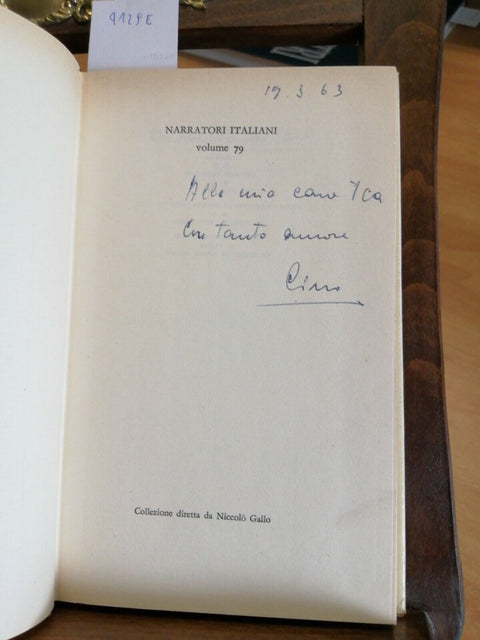 9129E
19.3.63
NARRATORI ITALIANI
volume 79
Alla mia cara Ica
Con tanto amore
Collezione diretta da Niccolò Gallo